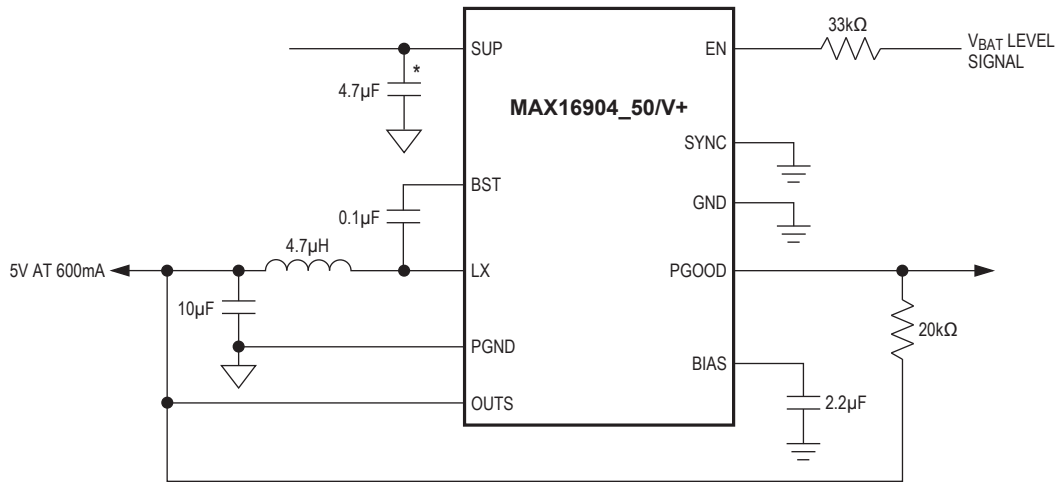 33kΩ
SUP
EN
V_BAT LEVEL
SIGNAL
*
4.7µF
MAX16904_50/V+
SYNC
BST
GND
0.1µF
4.7µH
5V AT 600mA
LX
PGOOD
10µF
20kΩ
PGND
BIAS
OUTS
2.2µF